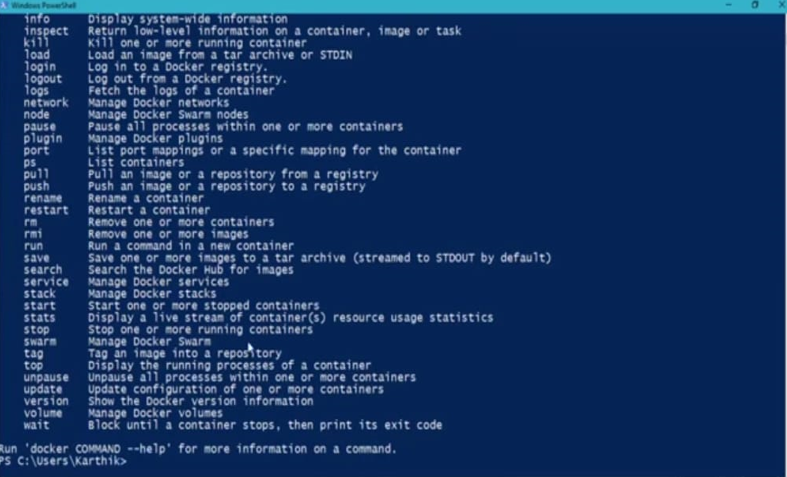 Windows PowerShell
info Display system-wide information
inspect Return low-level information on a container, image or task
kill Kill one or more running container
load Load an image from a tar archive or STDIN
login Log in to a Docker registry.
logout Log out from a Docker registry.
logs Fetch the logs of a container
network Manage Docker networks
node Manage Docker Swarm nodes
pause Pause all processes within one or more containers
plugin Manage Docker plugins
port List port mappings or a specific mapping for the container
ps List containers
pull Pull an image or a repository from a registry
push Push an image or a repository to a registry
rename Rename a container
restart Restart a container
rm Remove one or more containers
rmi Remove one or more images
run Run a command in a new container
save Save one or more images to a tar archive (streamed to STDOUT by default)
search Search the Docker Hub for images
service Manage Docker services
stack Manage Docker stacks
start Start one or more stopped containers
stats Display a live stream of container(s) resource usage statistics
stop Stop one or more running containers
swarm Manage Docker Swarm
tag Tag an image into a repository
top Display the running processes of a container
unpause Unpause all processes within one or more containers
update Update configuration of one or more containers
version Show the Docker version information
volume Manage Docker volumes
wait Block until a container stops, then print its exit code
Run 'docker COMMAND --help' for more information on a command.
PS C:\Users\Karthik>